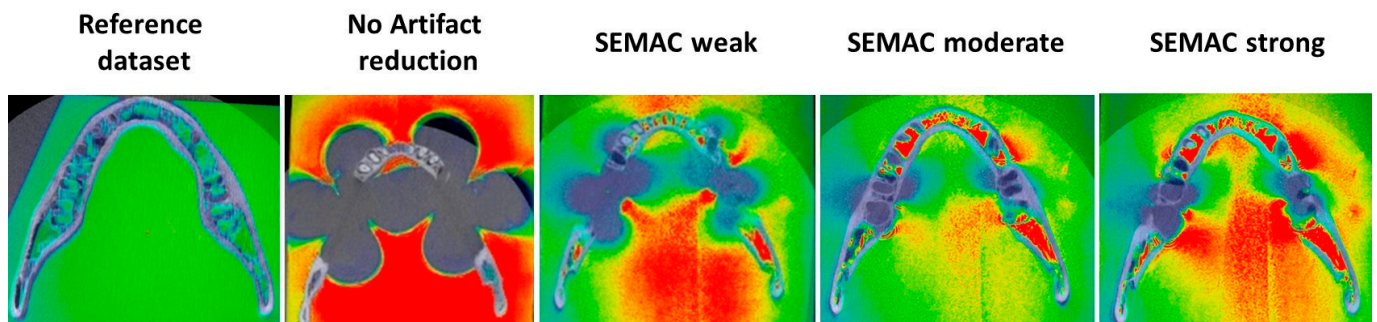 Reference
dataset
No Artifact
reduction
SEMAC weak
SEMAC moderate
SEMAC strong